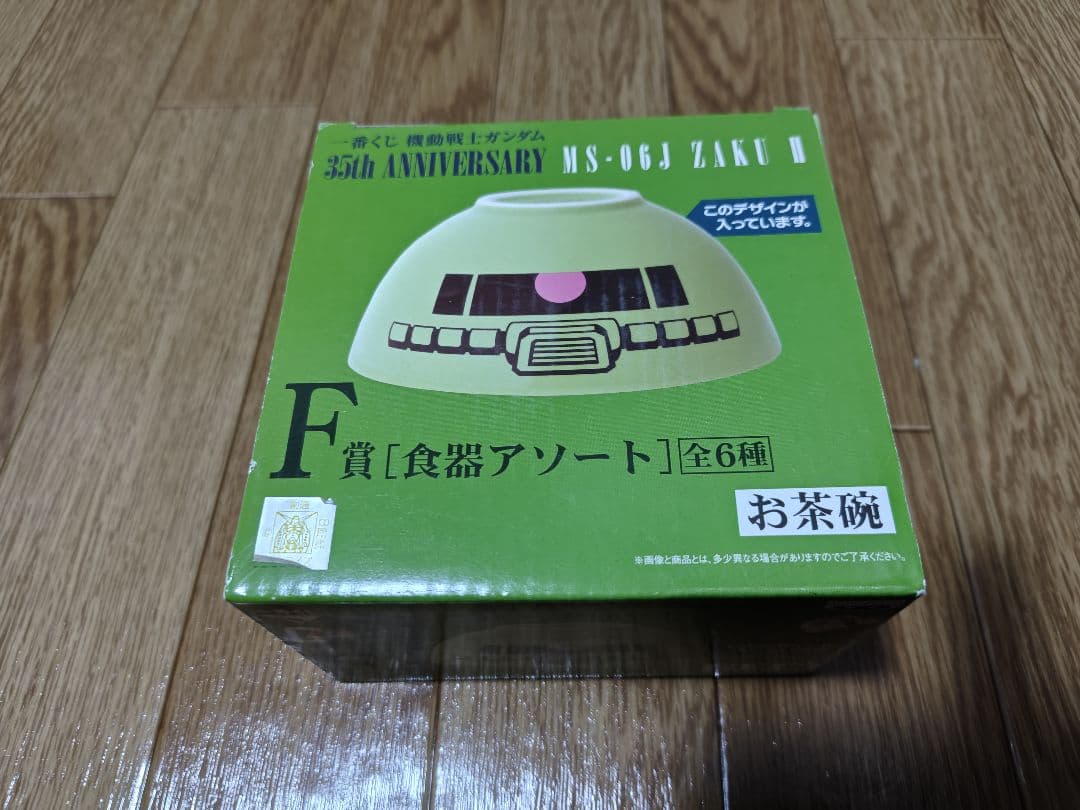 一番くじ 機動戦士ガンダム
35th ANNIVERSARY MS-06J ZAKU II
このデザインが
入っています。
F賞[食器アソート]全6種
お茶碗
※画像と商品とは、多少異なる場合がありますのでご了承ください。